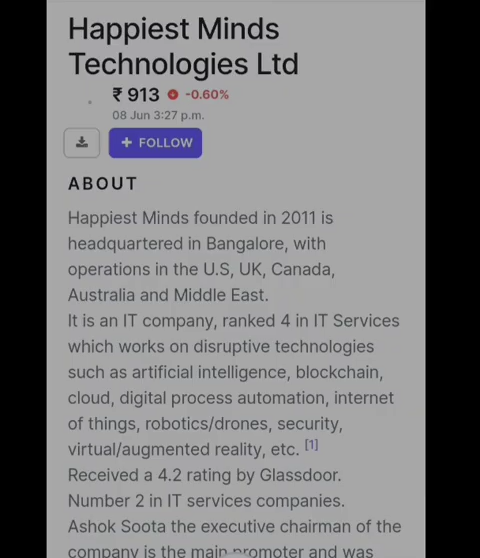 Happiest Minds
Technologies Ltd
₹ 913 -0.60%
08 Jun 3:27 p.m.
+ FOLLOW
ABOUT
Happiest Minds founded in 2011 is
headquartered in Bangalore, with
operations in the U.S, UK, Canada,
Australia and Middle East.
It is an IT company, ranked 4 in IT Services
which works on disruptive technologies
such as artificial intelligence, blockchain,
cloud, digital process automation, internet
of things, robotics/drones, security,
virtual/augmented reality, etc. [1]
Received a 4.2 rating by Glassdoor.
Number 2 in IT services companies.
Ashok Soota the executive chairman of the
company is the main promoter and was